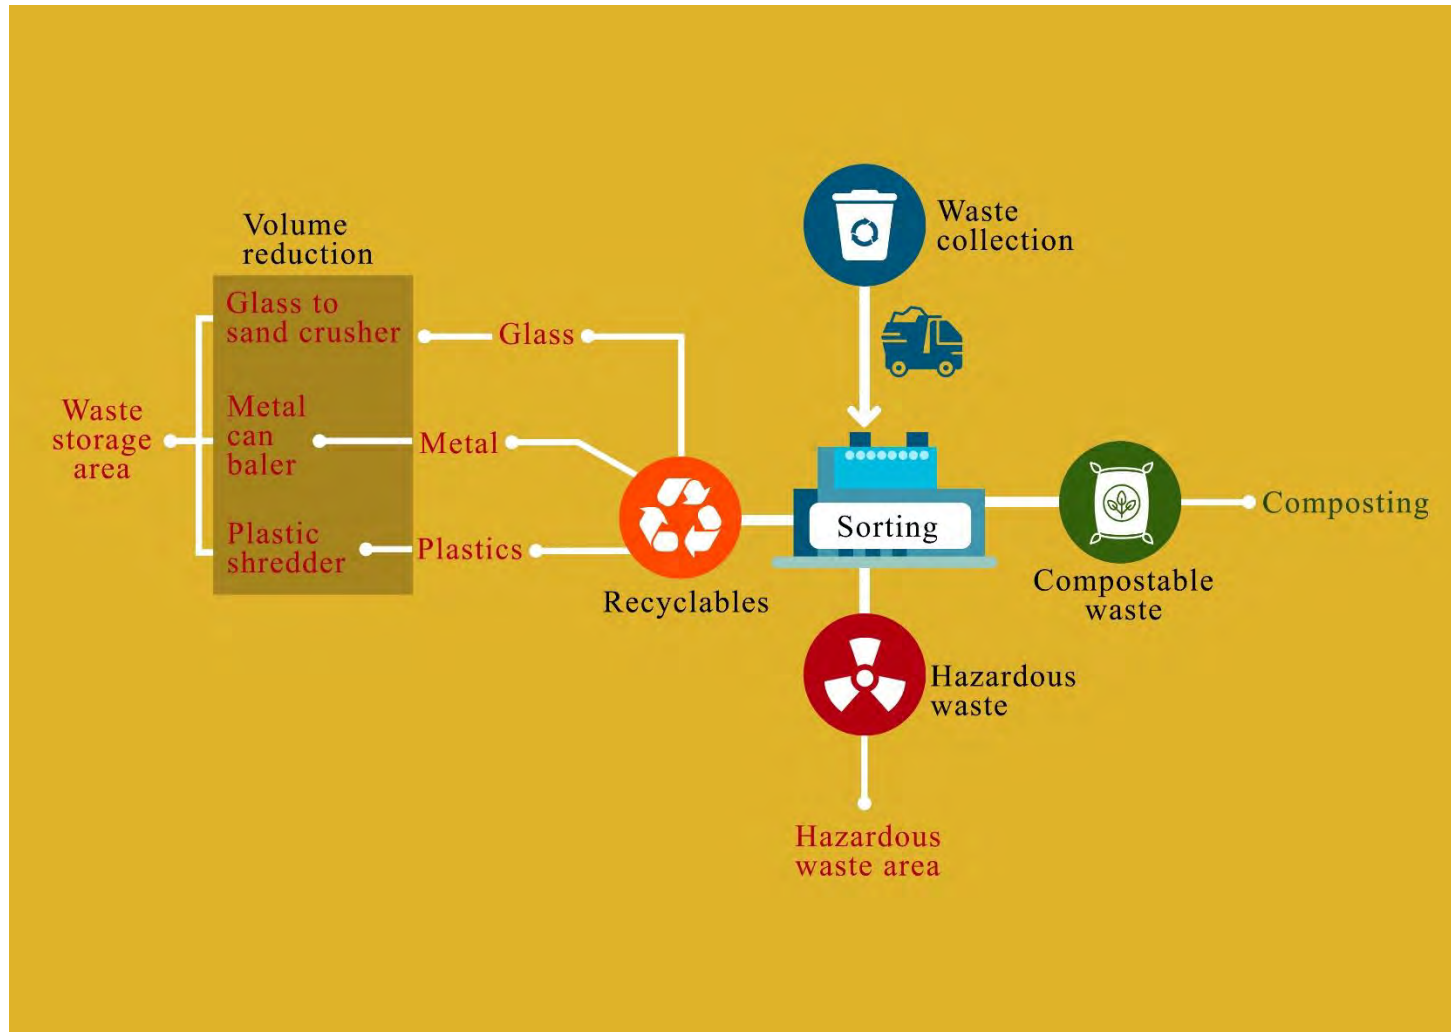 Waste
collection
Volume
reduction
Glass to
sand crusher
Glass
Waste
storage
area
Metal
can
baler
Metal
Plastic
shredder
Plastics
Recyclables
Sorting
Composting
Compostable
waste
Hazardous
waste
Hazardous
waste area